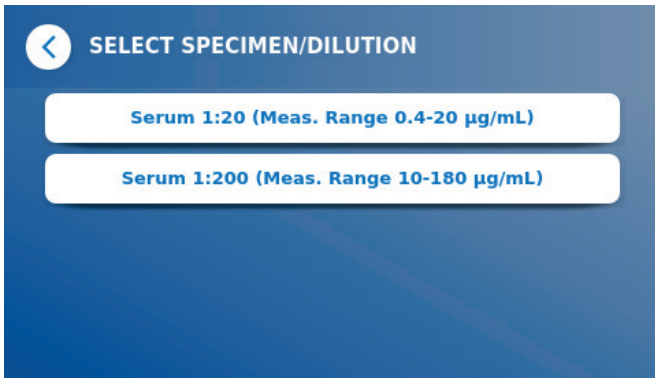 SELECT SPECIMEN/DILUTION
Serum 1:20 (Meas. Range 0.4-20 µg/mL)
Serum 1:200 (Meas. Range 10-180 µg/mL)